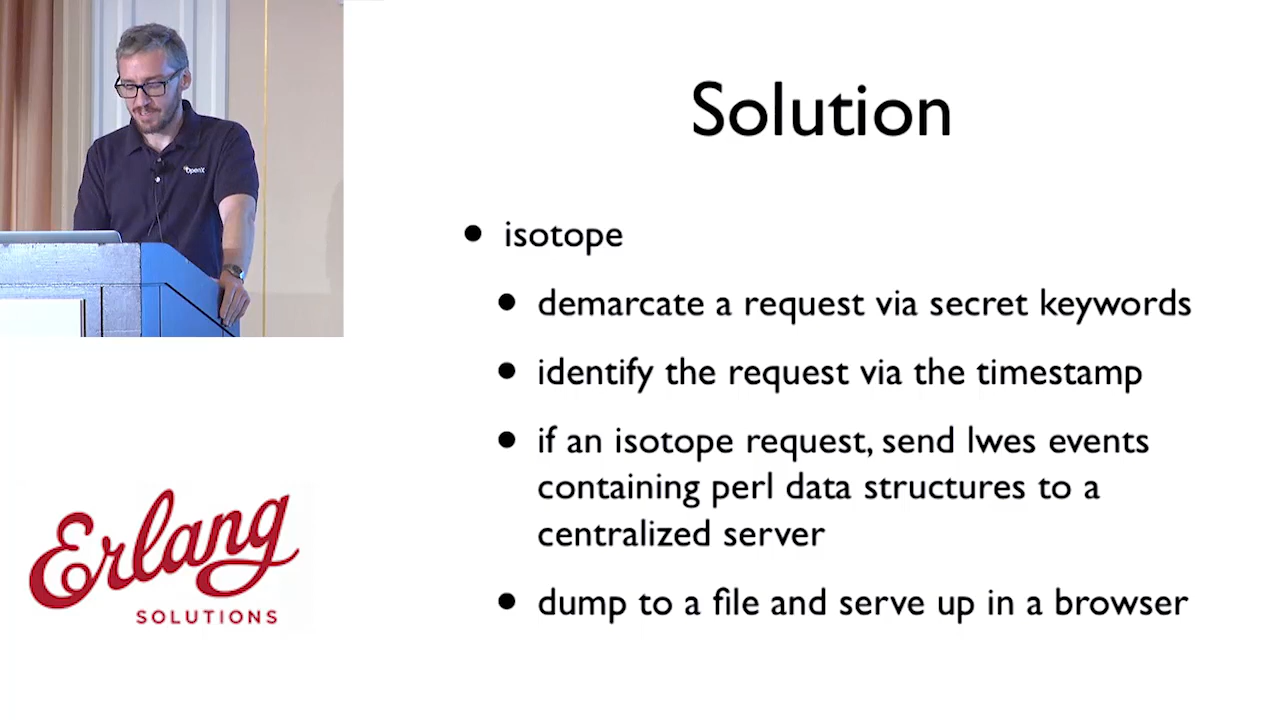 Solution
• isotope
• demarcate a request via secret keywords
• identify the request via the timestamp
• if an isotope request, send lwes events
containing perl data structures to a
centralized server
• dump to a file and serve up in a browser
OpenX
Erlang
SOLUTIONS